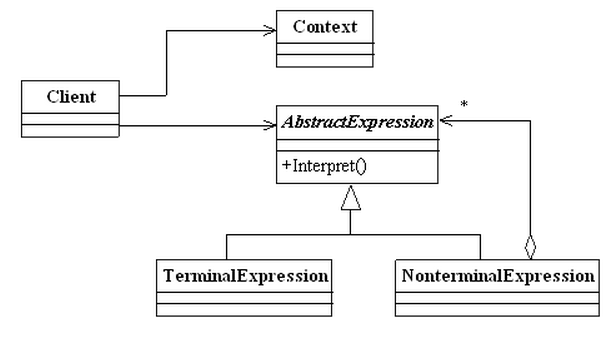 Context
Client
AbstractExpression
*
+Interpret()
TerminalExpression
NonterminalExpression